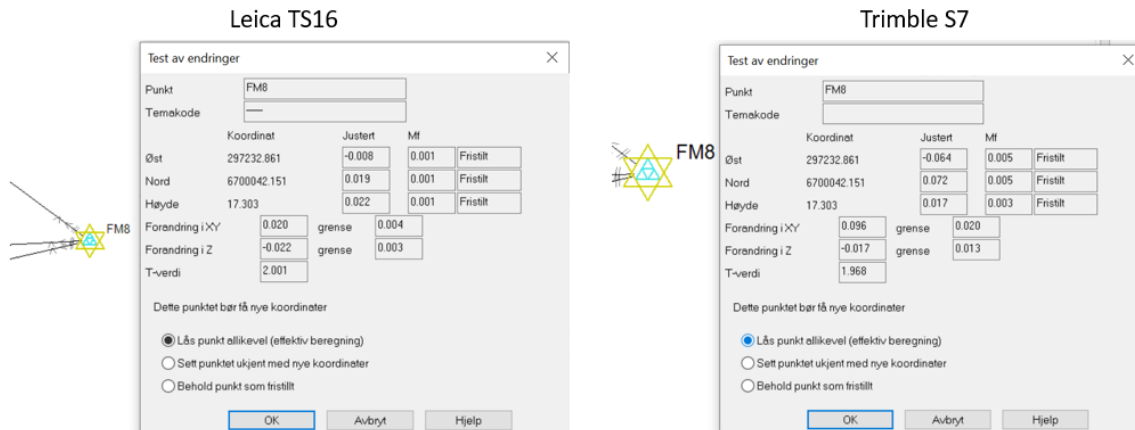 Leica TS16
Test av endringer
Punkt FM8
Temakode ----
Koordinat Justert Mf
Øst 297232.861 -0.008 0.001 Fristilt
Nord 6700042.151 0.019 0.001 Fristilt
Høyde 17.303 0.022 0.001 Fristilt
Forandring i XY 0.020 grense 0.004
Forandring i Z -0.022 grense 0.003
T-verdi 2.001
Dette punktet bør få nye koordinater
Lås punkt allikevel (effektiv beregning)
Sett punktet ukjent med nye koordinater
Behold punkt som fristillt
OK Avbryt Hjelp
FM8
Trimble S7
Test av endringer
Punkt FM8
Temakode
Koordinat Justert Mf
Øst 297232.861 -0.064 0.005 Fristilt
Nord 6700042.151 0.072 0.005 Fristilt
Høyde 17.303 0.017 0.003 Fristilt
Forandring i XY 0.096 grense 0.020
Forandring i Z -0.017 grense 0.013
T-verdi 1.968
Dette punktet bør få nye koordinater
Lås punkt allikevel (effektiv beregning)
Sett punktet ukjent med nye koordinater
Behold punkt som fristillt
OK Avbryt Hjelp
FM8